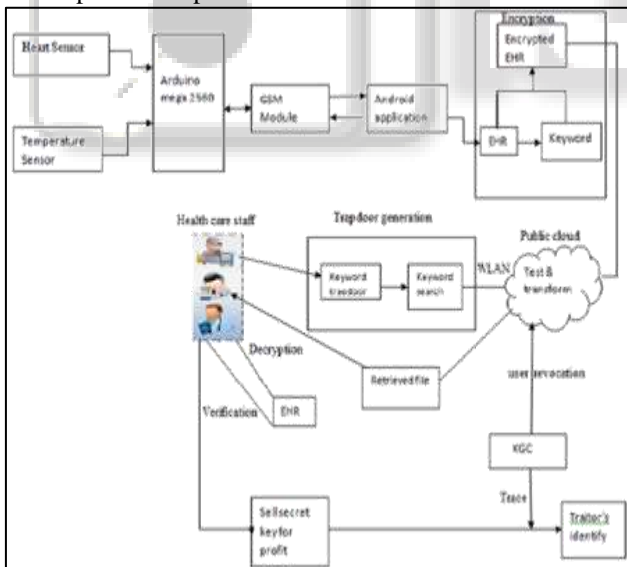 Encryption
Heart Sensor
Encrypted
EHR
Arduino
mega 2560
GSM
Module
Android
application
EHR
Keyword
Temperature
Sensor
Health care staff
Trapdoor generation
Public cloud
Keyword
trapdoor
Keyword
search
WLAN
Test &
transform
Decryption
Retrieved file
user revocation
Verification
EHR
KGC
Trace
Sell secret
key for
profit
Traitor's
identify